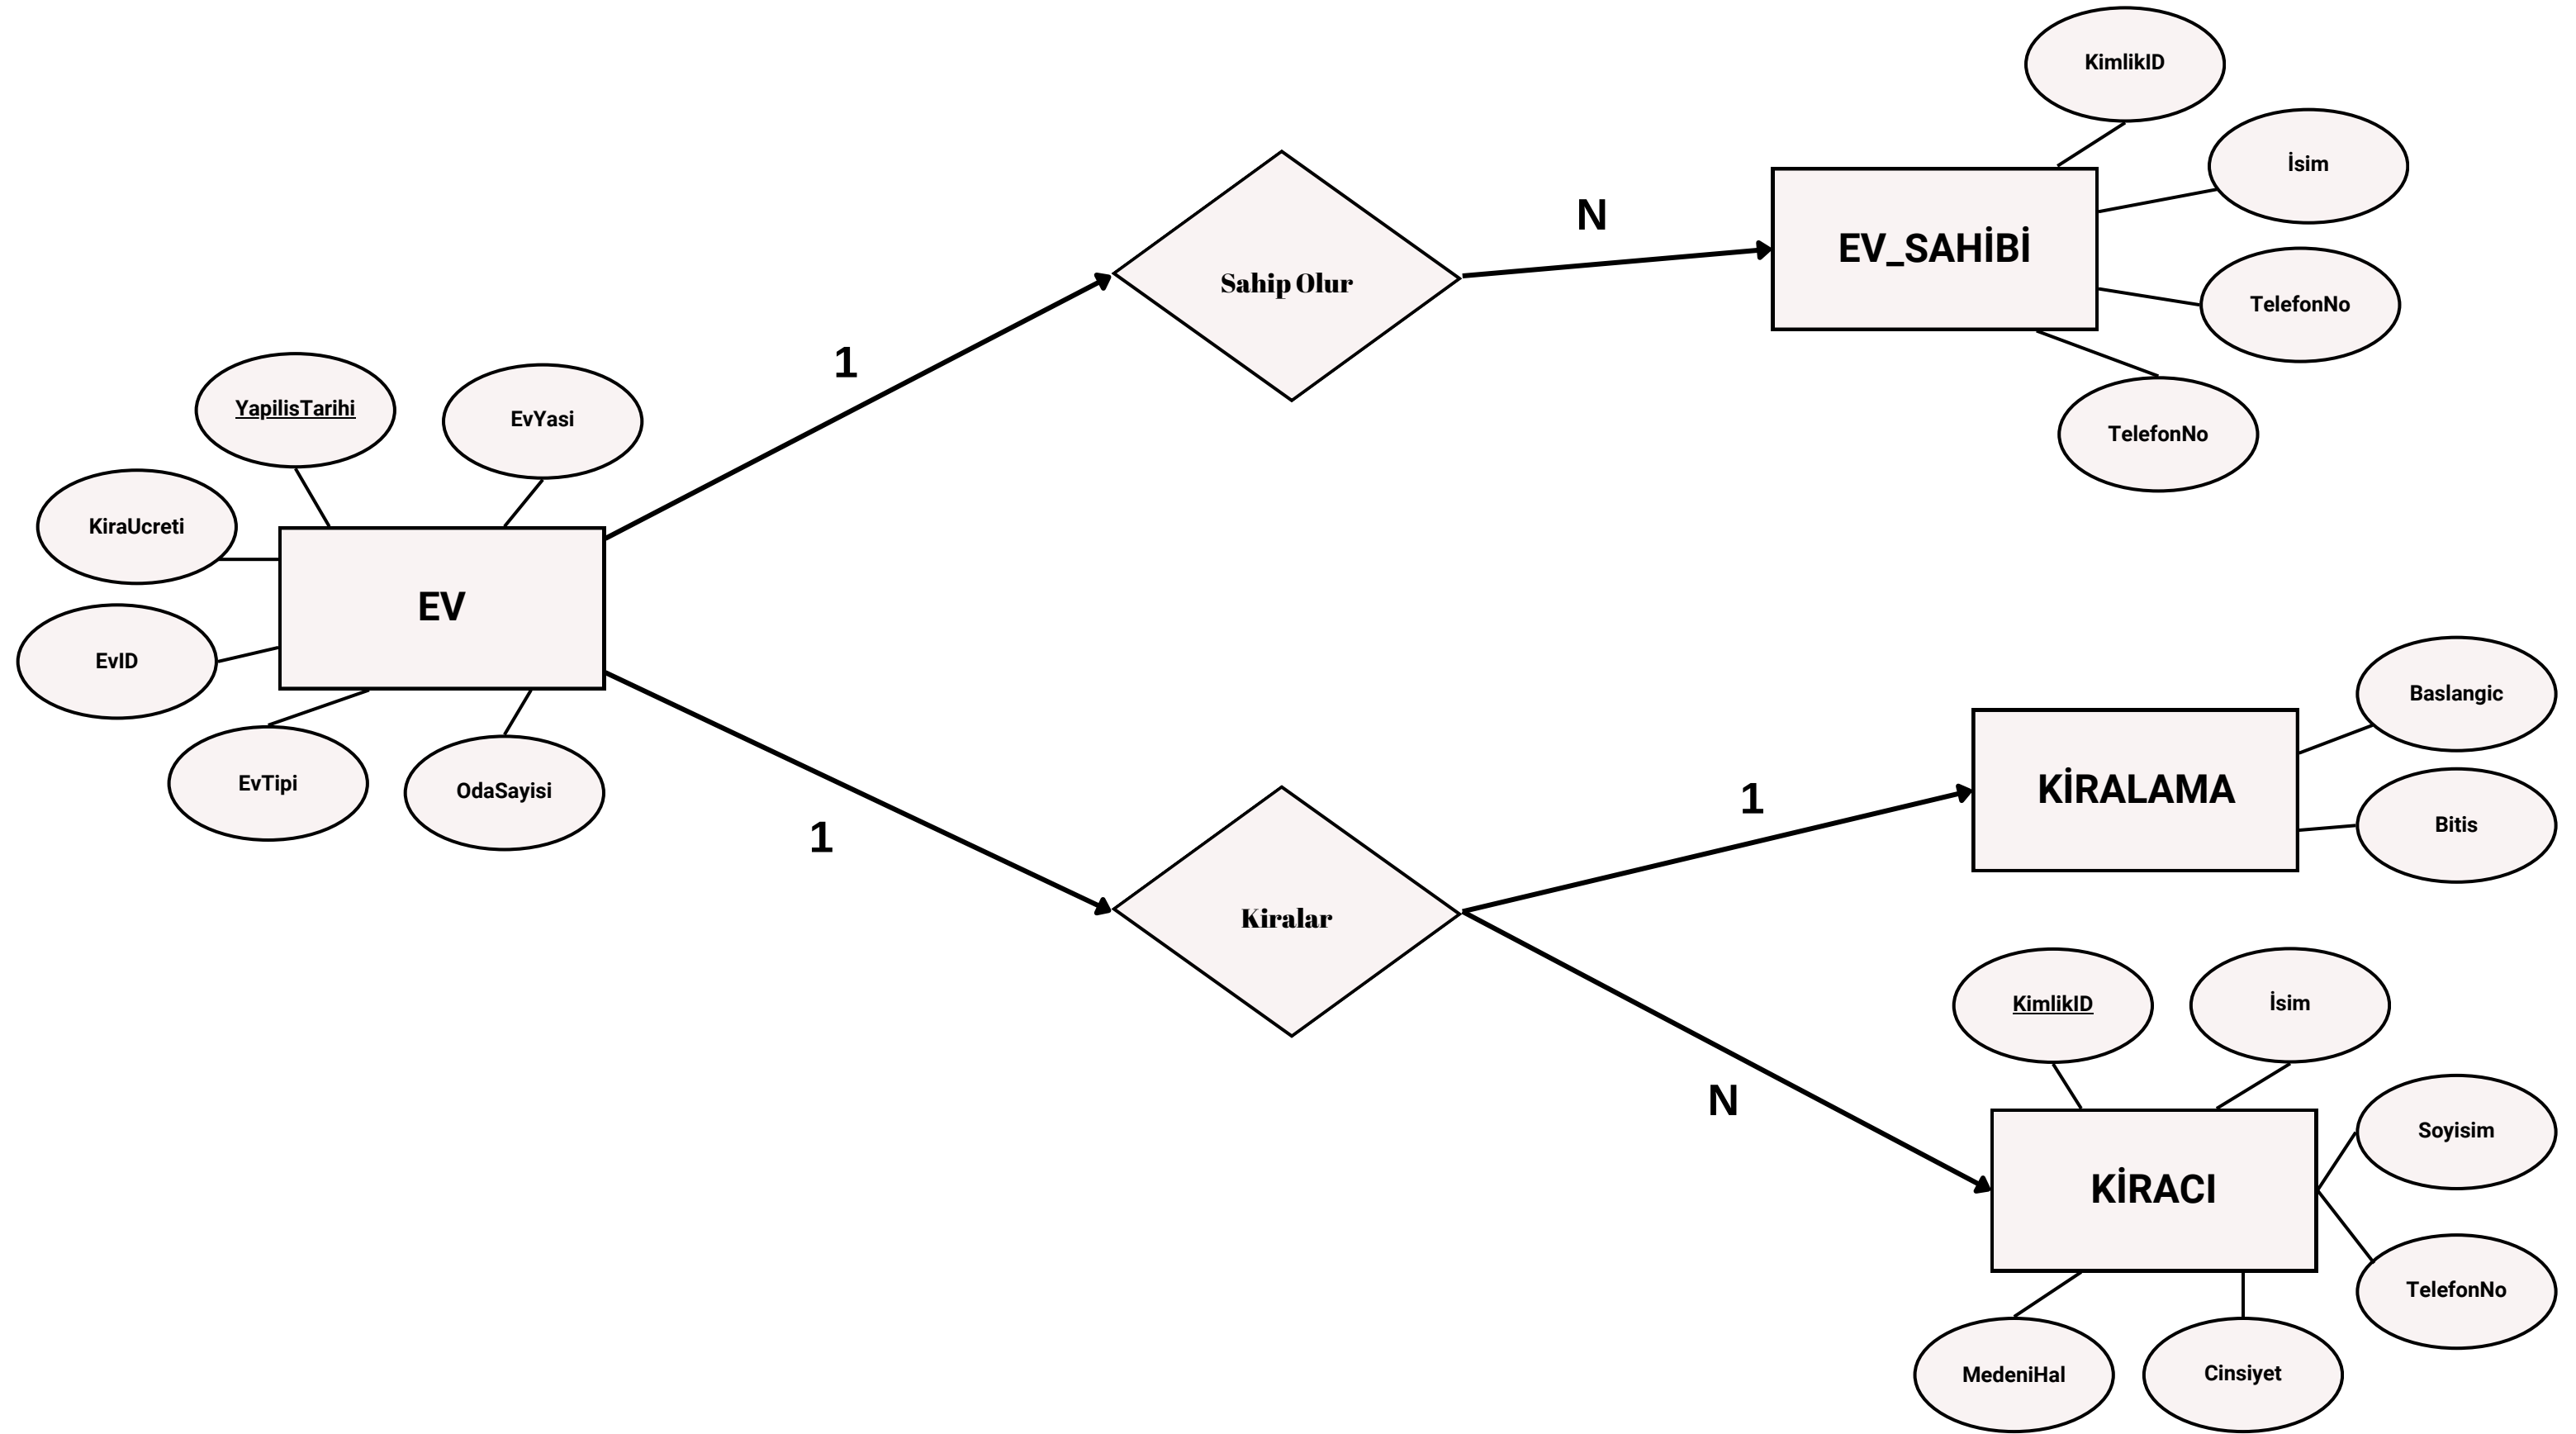 KimlikID
İsim
N
EV_SAHİBİ
Sahip Olur
TelefonNo
1
YapilisTarihi
EvYasi
TelefonNo
KiraUcreti
EV
EvID
Baslangic
EvTipi
OdaSayisi
1
KİRALAMA
1
Bitis
Kiralar
KimlikID
İsim
N
Soyisim
KİRACI
TelefonNo
MedeniHal
Cinsiyet